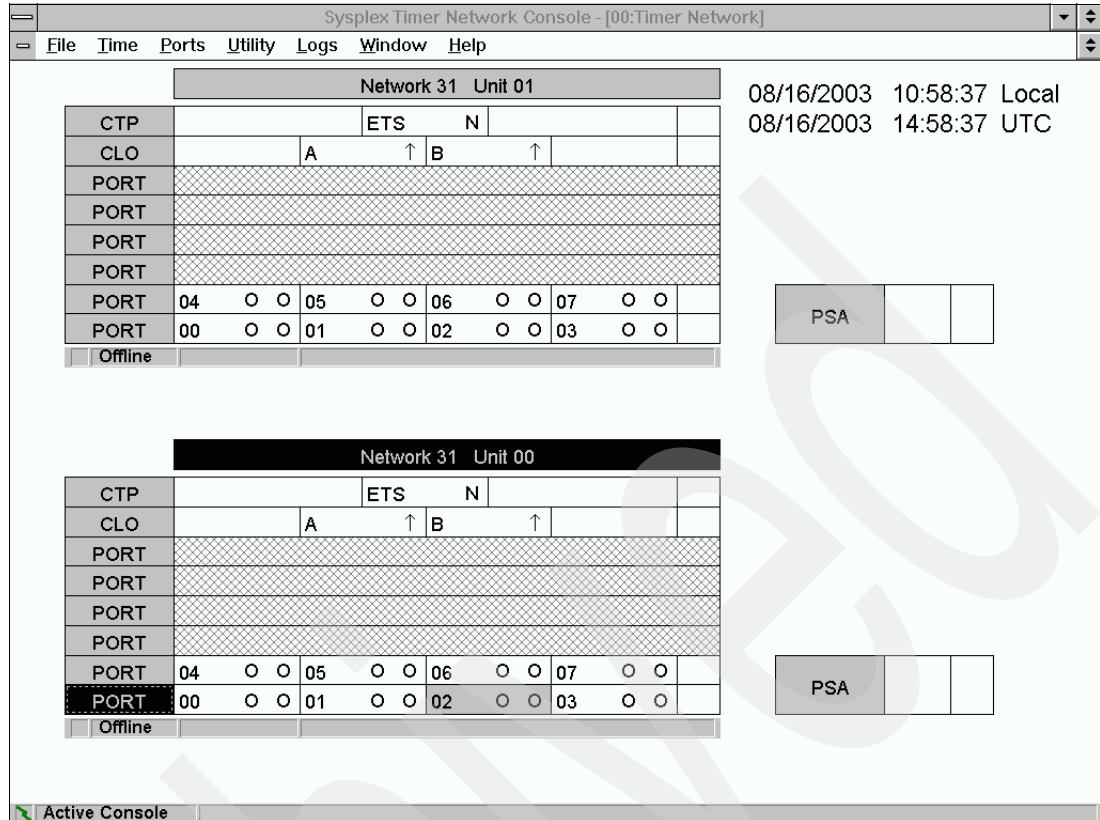 Sysplex Timer Network Console - [00:Timer Network]
File Time Ports Utility Logs Window Help
Network 31 Unit 01
08/16/2003 10:58:37 Local
08/16/2003 14:58:37 UTC
CTP ETS N
CLO A ↑ B ↑
PORT
PORT
PORT
PORT
PORT 04 O O 05 O O 06 O O 07 O O
PORT 00 O O 01 O O 02 O O 03 O O
Offline
PSA
Network 31 Unit 00
CTP ETS N
CLO A ↑ B ↑
PORT
PORT
PORT
PORT
PORT 04 O O 05 O O 06 O O 07 O O
PORT 00 O O 01 O O 02 O O 03 O O
Offline
PSA
Active Console